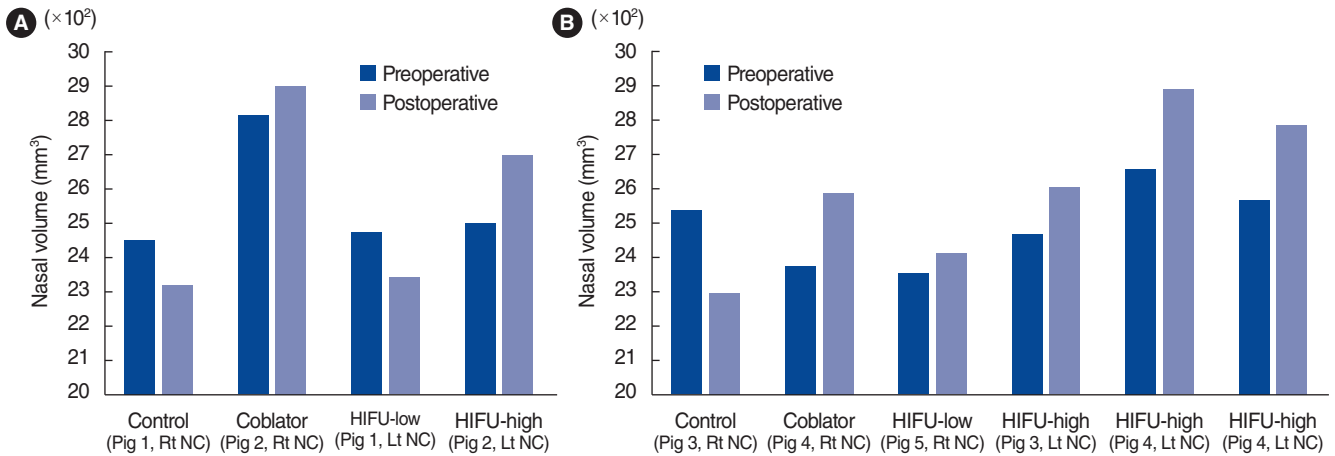 A (×10²)
Nasal volume (mm³)
30
29
28
27
26
25
24
23
22
21
20
Preoperative
Postoperative
Control
(Pig 1, Rt NC)
Coblator
(Pig 2, Rt NC)
HIFU-low
(Pig 1, Lt NC)
HIFU-high
(Pig 2, Lt NC)
B (×10²)
Nasal volume (mm³)
30
29
28
27
26
25
24
23
22
21
20
Preoperative
Postoperative
Control
(Pig 3, Rt NC)
Coblator
(Pig 4, Rt NC)
HIFU-low
(Pig 5, Rt NC)
HIFU-high
(Pig 3, Lt NC)
HIFU-high
(Pig 4, Lt NC)
HIFU-high
(Pig 4, Lt NC)